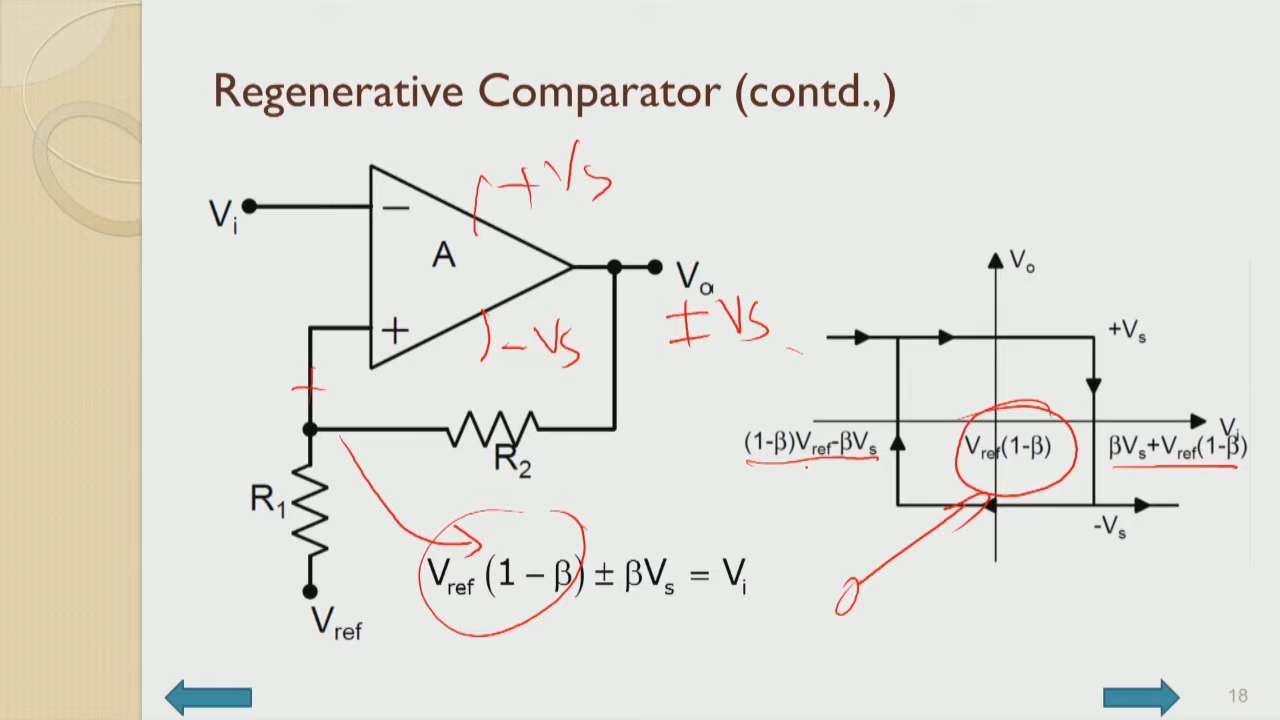 Regenerative Comparator (contd.,)
+Vs
Vi
−
A
Vo
± Vs
+
-Vs
R2
R1
Vref
Vref (1 − β) ± βVs = Vi
Vo
+Vs
Vi
(1-β)Vref-βVs
Vref(1-β)
βVs+Vref(1-β)
-Vs
18